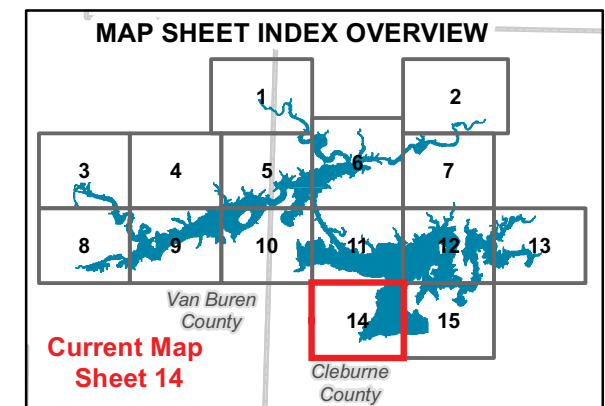 MAP SHEET INDEX OVERVIEW
1
2
3
4
5
6
7
8
9
10
11
12
13
Van Buren
County
14
15
Current Map
Sheet 14
Cleburne
County